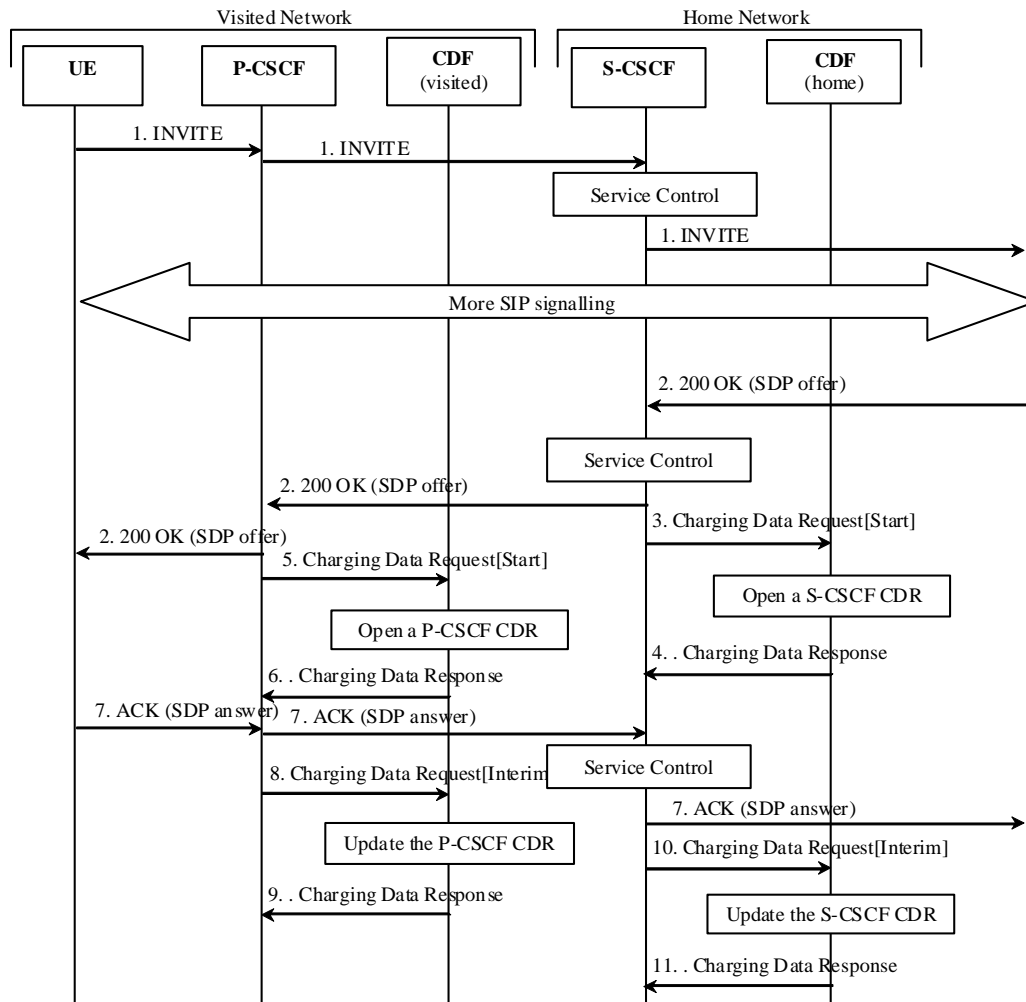 Visited Network
Home Network
UE
P-CSCF
CDF
(visited)
S-CSCF
CDF
(home)
1. INVITE
1. INVITE
Service Control
1. INVITE
More SIP signalling
2. 200 OK (SDP offer)
Service Control
2. 200 OK (SDP offer)
3. Charging Data Request[Start]
2. 200 OK (SDP offer)
5. Charging Data Request[Start]
Open a S-CSCF CDR
Open a P-CSCF CDR
4. . Charging Data Response
6. . Charging Data Response
7. ACK (SDP answer)
7. ACK (SDP answer)
Service Control
8. Charging Data Request[Interim
7. ACK (SDP answer)
Update the P-CSCF CDR
10. Charging Data Request[Interim]
9. . Charging Data Response
Update the S-CSCF CDR
11. . Charging Data Response